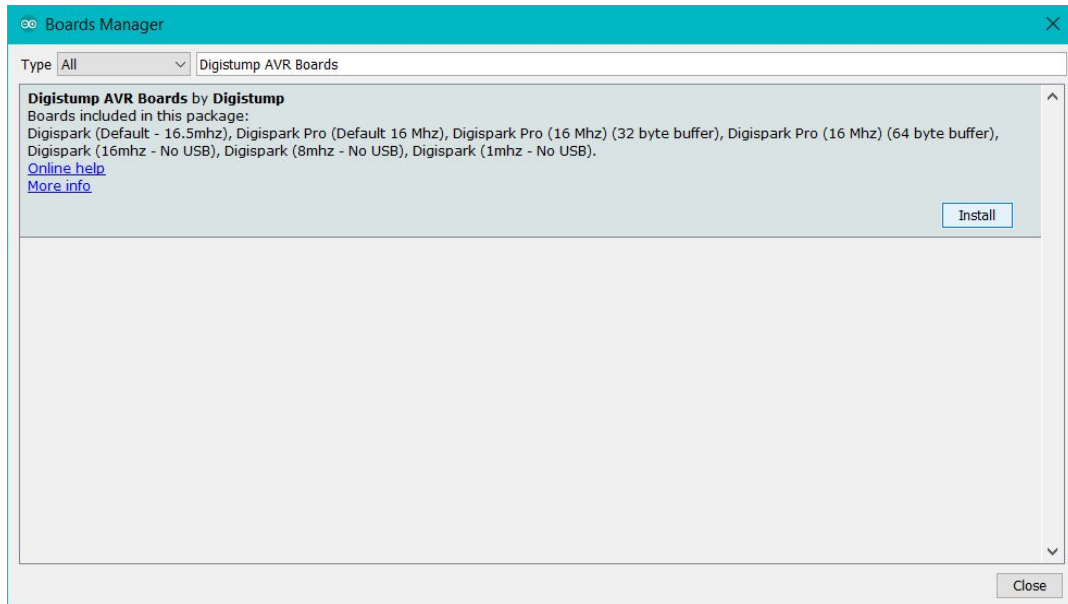 Boards Manager
Type All Digistump AVR Boards
Digistump AVR Boards by Digistump
Boards included in this package:
Digispark (Default - 16.5mhz), Digispark Pro (Default 16 Mhz), Digispark Pro (16 Mhz) (32 byte buffer), Digispark Pro (16 Mhz) (64 byte buffer),
Digispark (16mhz - No USB), Digispark (8mhz - No USB), Digispark (1mhz - No USB).
Online help
More info
Install
Close